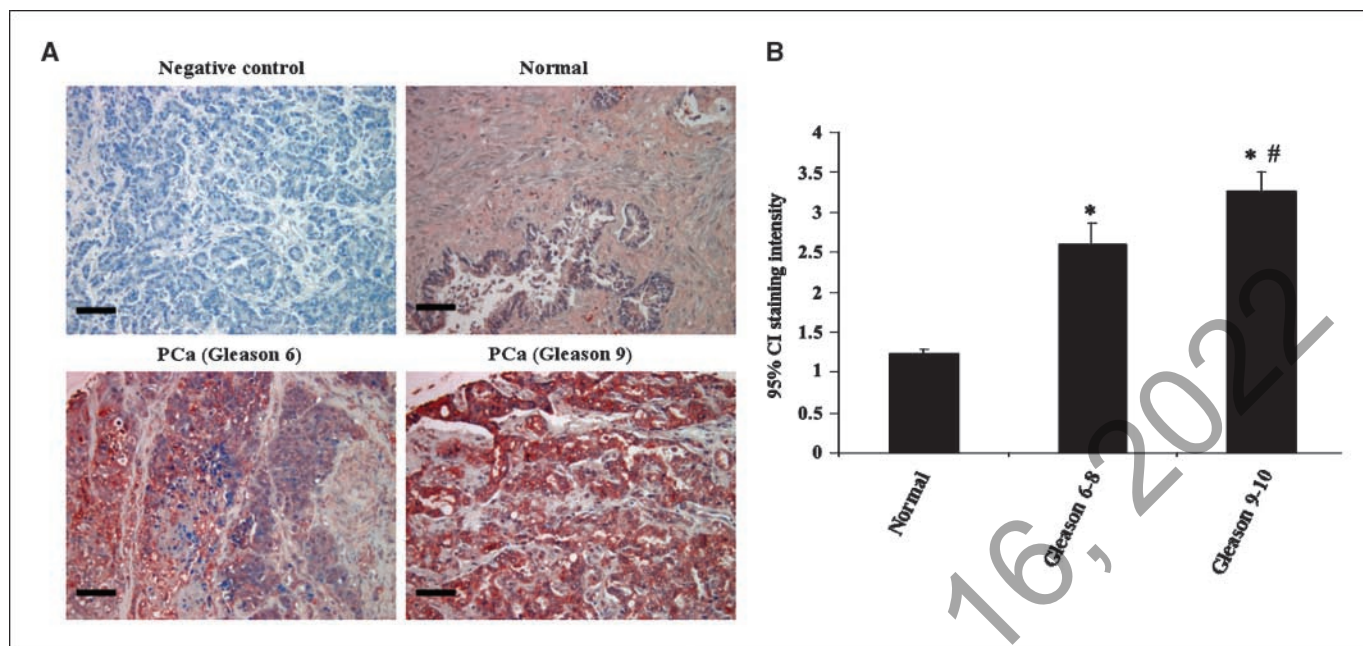 A
Negative control
Normal
PCa (Gleason 6)
PCa (Gleason 9)
B
95% CI staining intensity
4
3.5
3
2.5
2
1.5
1
0.5
0
*
* #
Normal
Gleason 6-8
Gleason 9-10
16, 2022